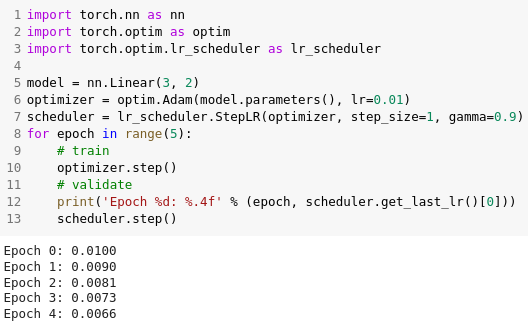 1 import torch.nn as nn
2 import torch.optim as optim
3 import torch.optim.lr_scheduler as lr_scheduler
4
5 model = nn.Linear(3, 2)
6 optimizer = optim.Adam(model.parameters(), lr=0.01)
7 scheduler = lr_scheduler.StepLR(optimizer, step_size=1, gamma=0.9)
8 for epoch in range(5):
9     # train
10     optimizer.step()
11     # validate
12     print('Epoch %d: %.4f' % (epoch, scheduler.get_last_lr()[0]))
13     scheduler.step()
Epoch 0: 0.0100
Epoch 1: 0.0090
Epoch 2: 0.0081
Epoch 3: 0.0073
Epoch 4: 0.0066